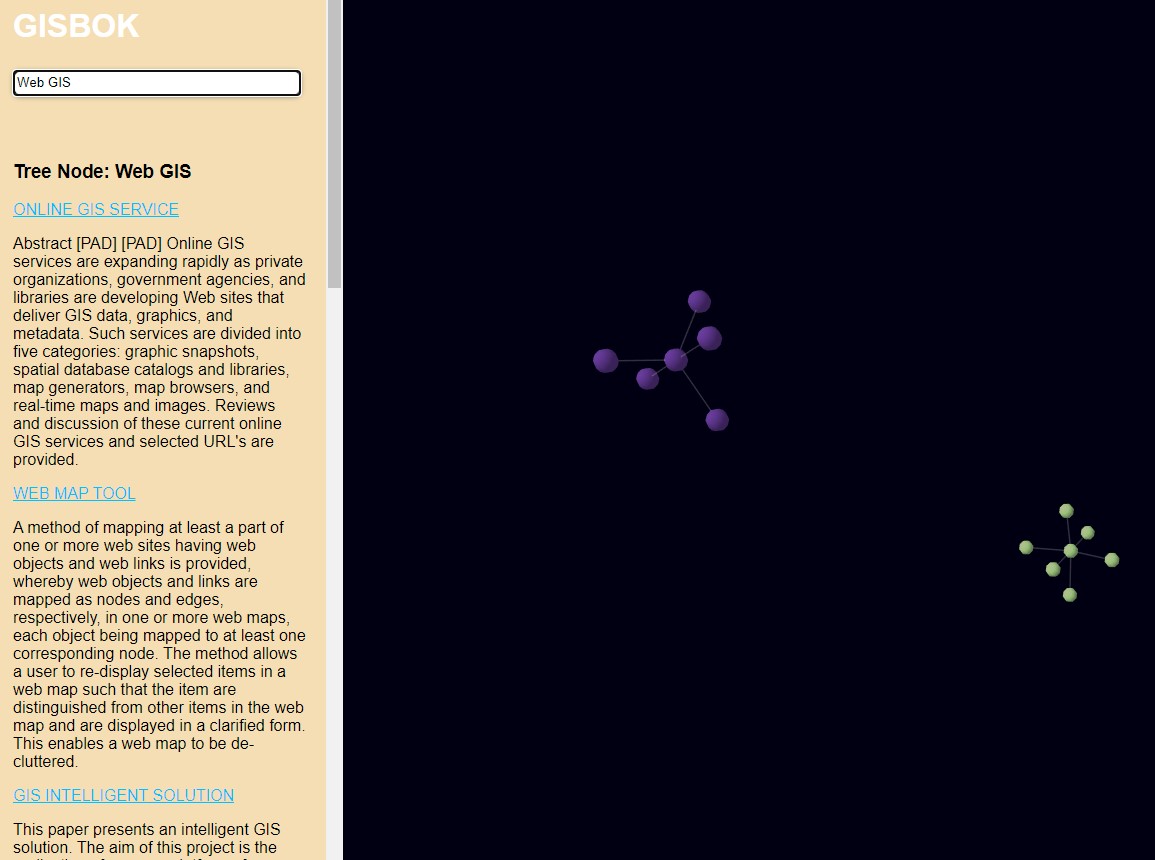 GISBOK
Web GIS
Tree Node: Web GIS
ONLINE GIS SERVICE
Abstract [PAD] [PAD] Online GIS
services are expanding rapidly as private
organizations, government agencies, and
libraries are developing Web sites that
deliver GIS data, graphics, and
metadata. Such services are divided into
five categories: graphic snapshots,
spatial database catalogs and libraries,
map generators, map browsers, and
real-time maps and images. Reviews
and discussion of these current online
GIS services and selected URL's are
provided.
WEB MAP TOOL
A method of mapping at least a part of
one or more web sites having web
objects and web links is provided,
whereby web objects and links are
mapped as nodes and edges,
respectively, in one or more web maps,
each object being mapped to at least one
corresponding node. The method allows
a user to re-display selected items in a
web map such that the item are
distinguished from other items in the web
map and are displayed in a clarified form.
This enables a web map to be de-
cluttered.
GIS INTELLIGENT SOLUTION
This paper presents an intelligent GIS
solution. The aim of this project is the